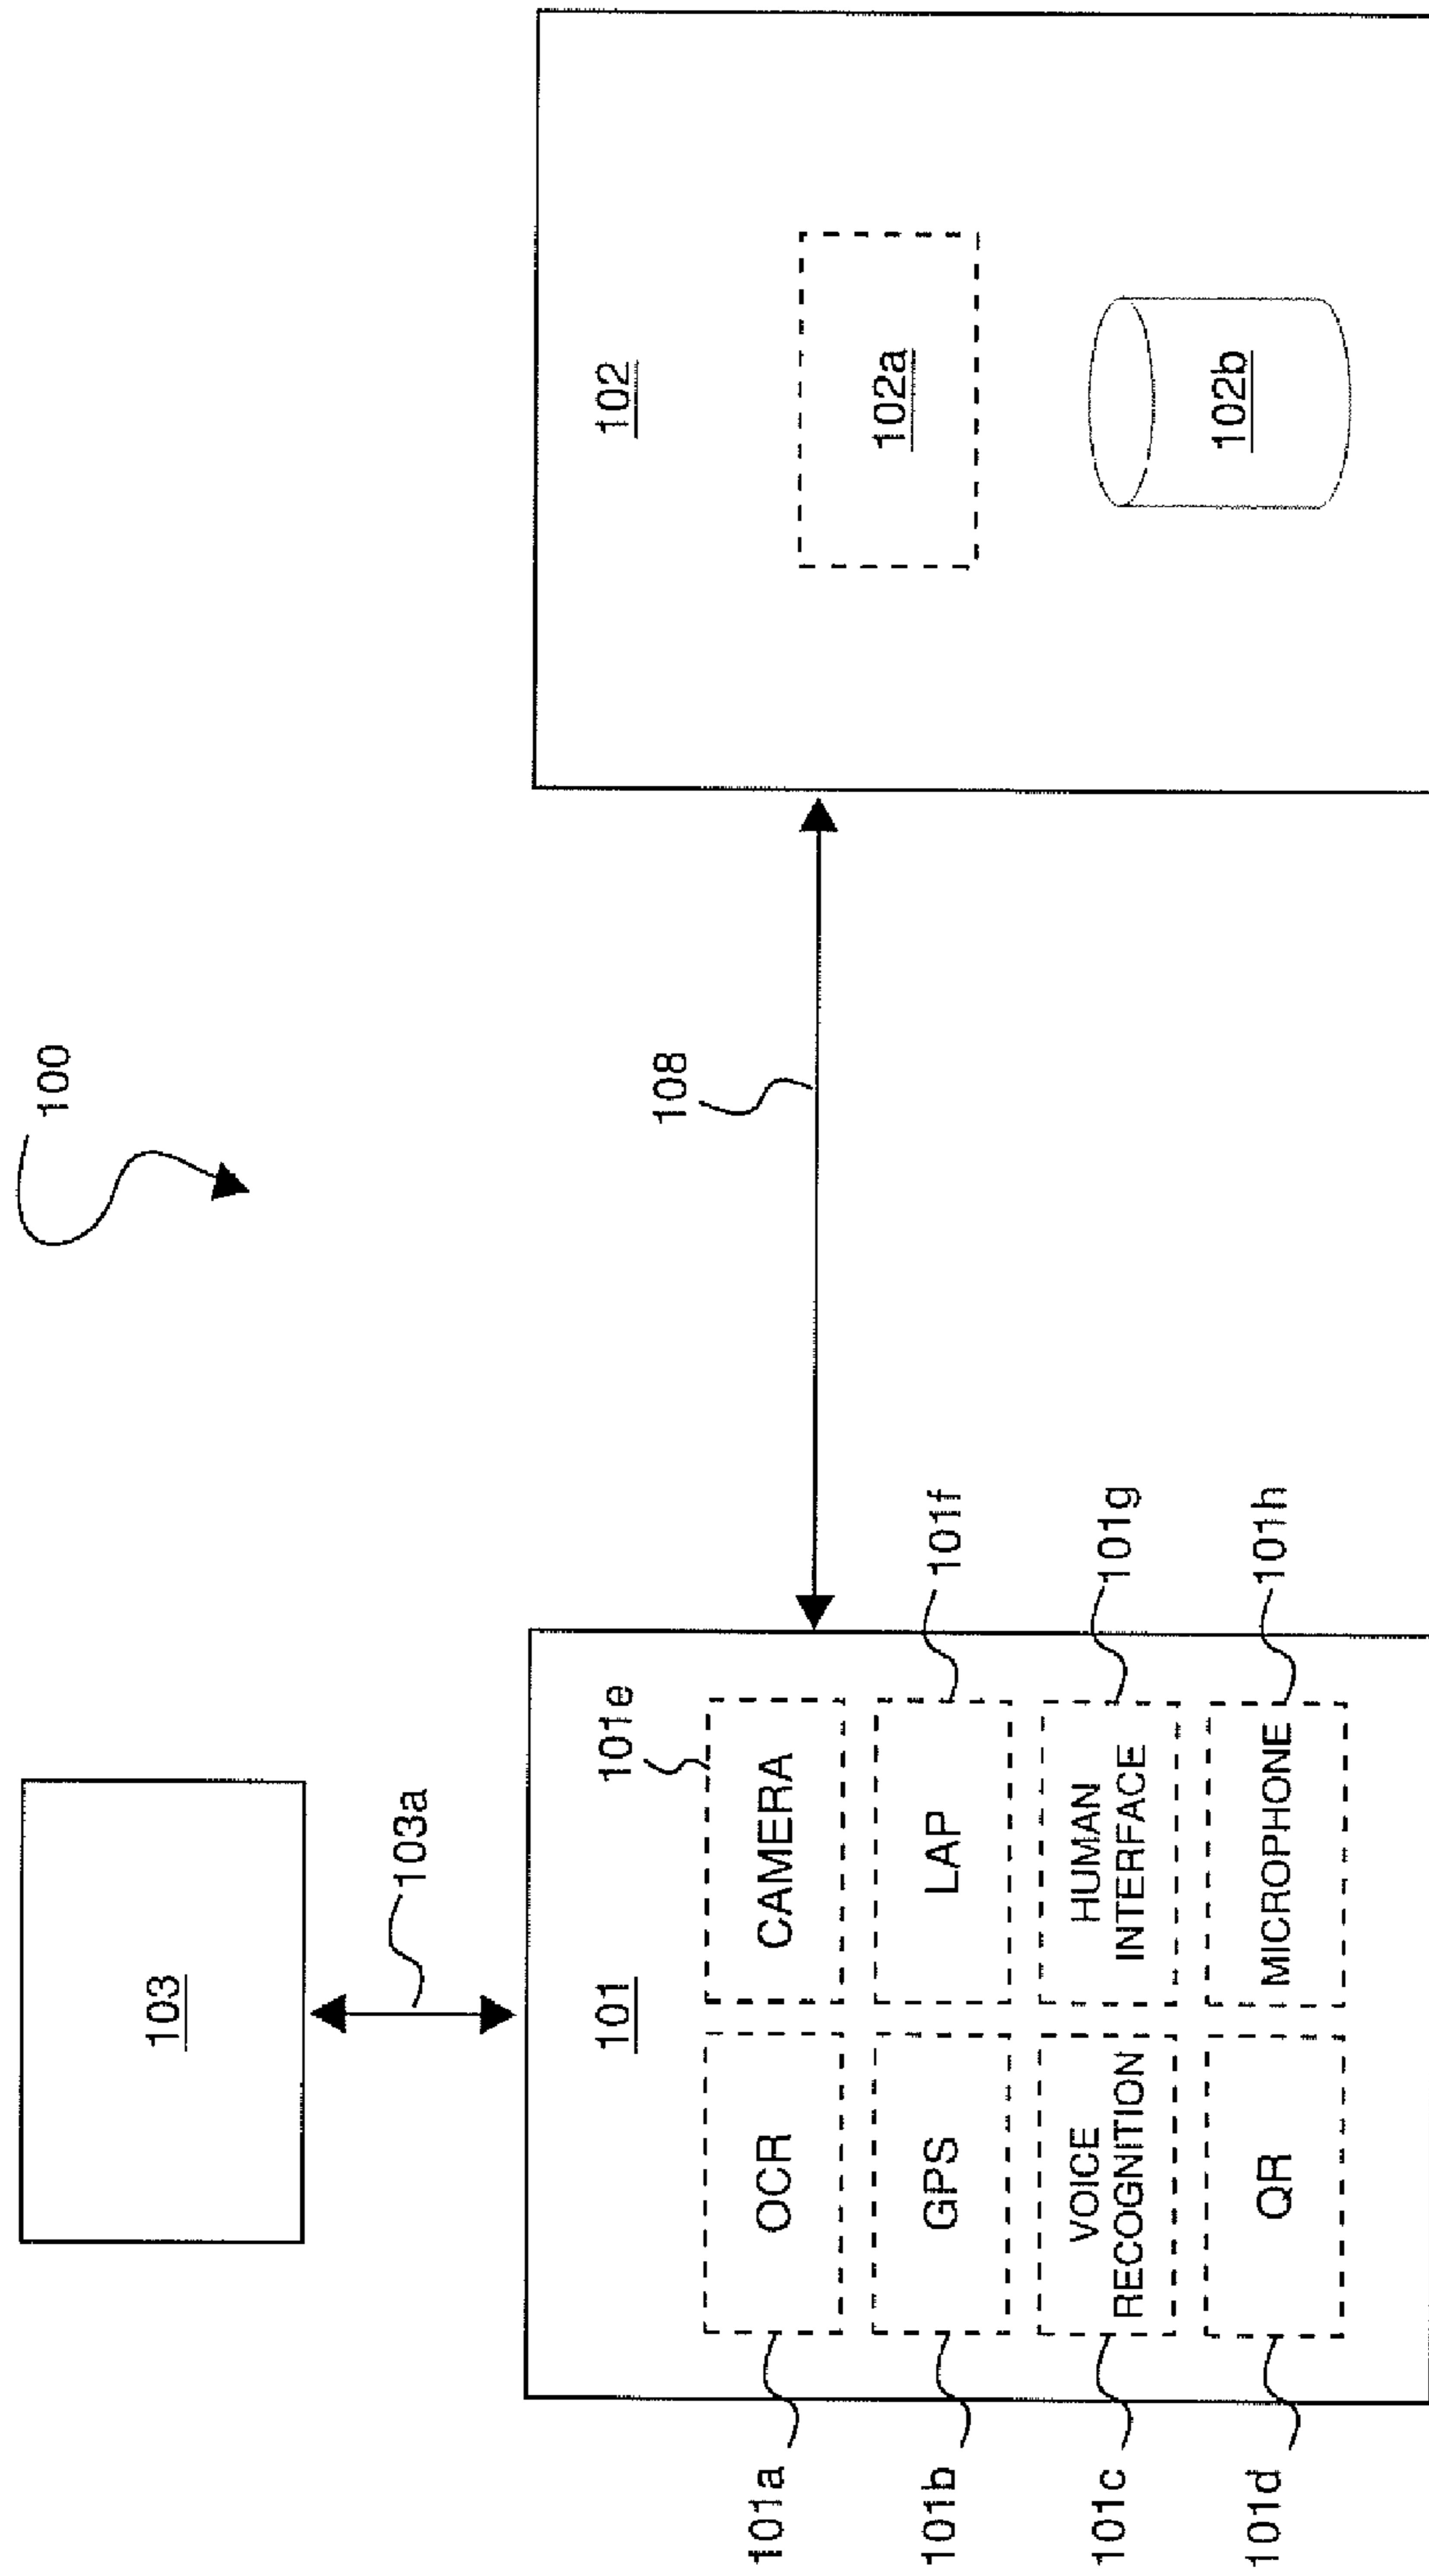 100
103
103a
108
101
101e
102
OCR
CAMERA
101a
102a
GPS
LAP
101f
101b
VOICE
RECOGNITION
HUMAN
INTERFACE
101g
101c
102b
QR
MICROPHONE
101h
101d